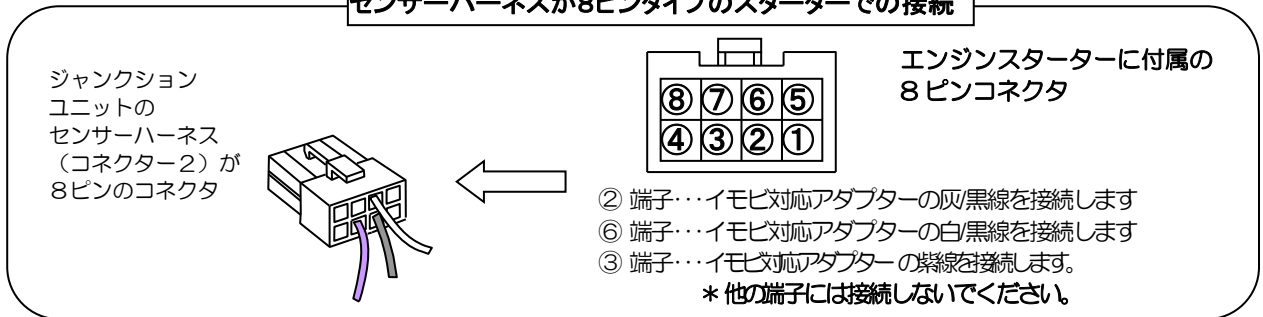 センサーハーネスが8ピンタイプのスターターでの接続
ジャンクション
ユニットの
センサーハーネス
（コネクター２）が
８ピンのコネクタ
⑧⑦⑥⑤
④③②①
エンジンスターターに付属の
８ピンコネクタ
② 端子･･･イモビ対応アダプターの灰/黒線を接続します
⑥ 端子･･･イモビ対応アダプターの白/黒線を接続します
③ 端子･･･イモビ対応アダプター の紫線を接続します。
＊他の端子には接続しないでください。